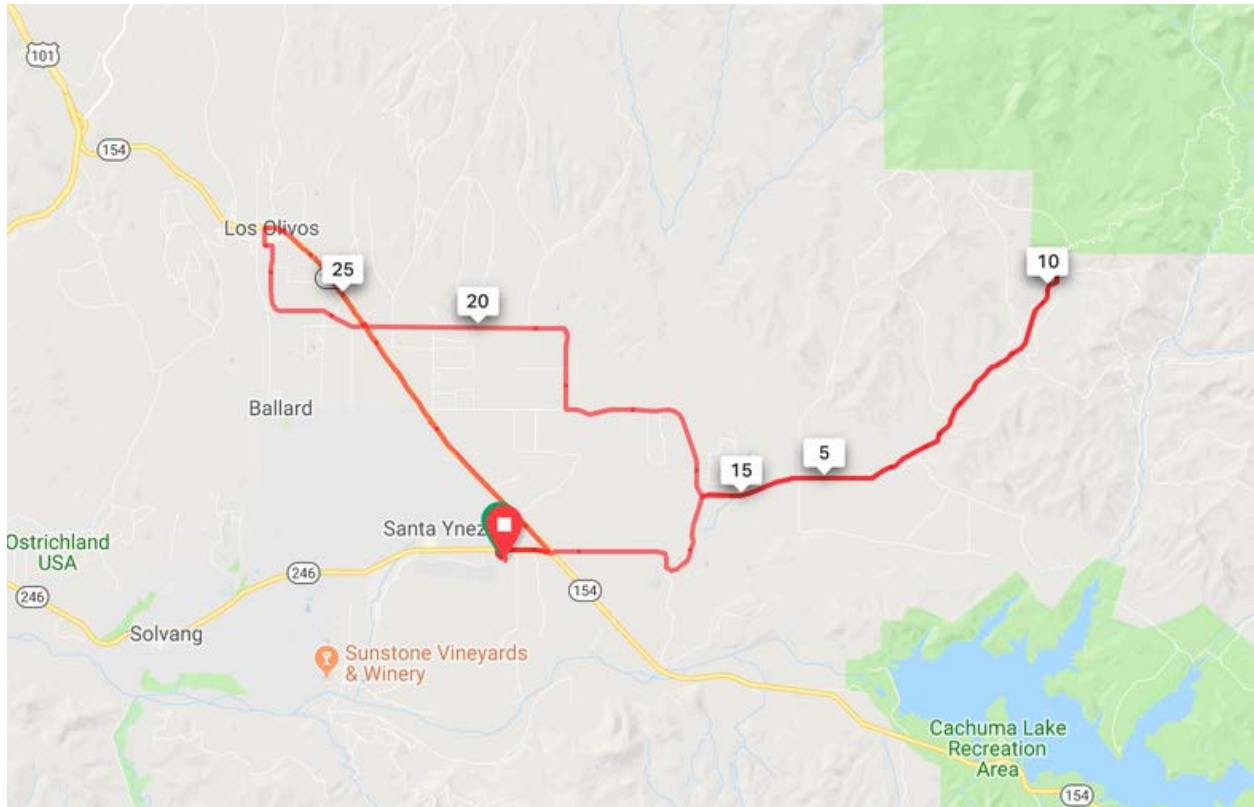 101
154
Los Olivos
10
25
20
Ballard
5
15
Santa Ynez
Ostrichland
USA
246
246
154
Solvang
Sunstone Vineyards
& Winery
Cachuma Lake
Recreation
Area
154